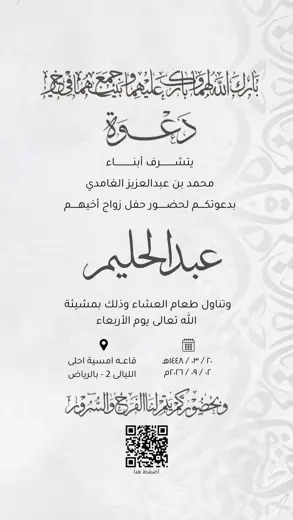 بارك الله لهما وبارك عليهما وجمع بينهما في خير
دعوة
يتشرف أبناء
محمد بن عبدالعزيز الغامدي
بدعوتكم لحضور حفل زواج أخيهم
عبدالحليم
وتناول طعام العشاء وذلك بمشيئة
الله تعالى يوم الأربعاء
٢٠ / ٠٣ / ١٤٤٨هـ
٠٢ / ٠٩ / ٢٠٢٦م
قاعه امسية احلى
الليالى 2 - بالرياض
وبحضوركم يتم لنا الفرح والسرور
أضغط هنا